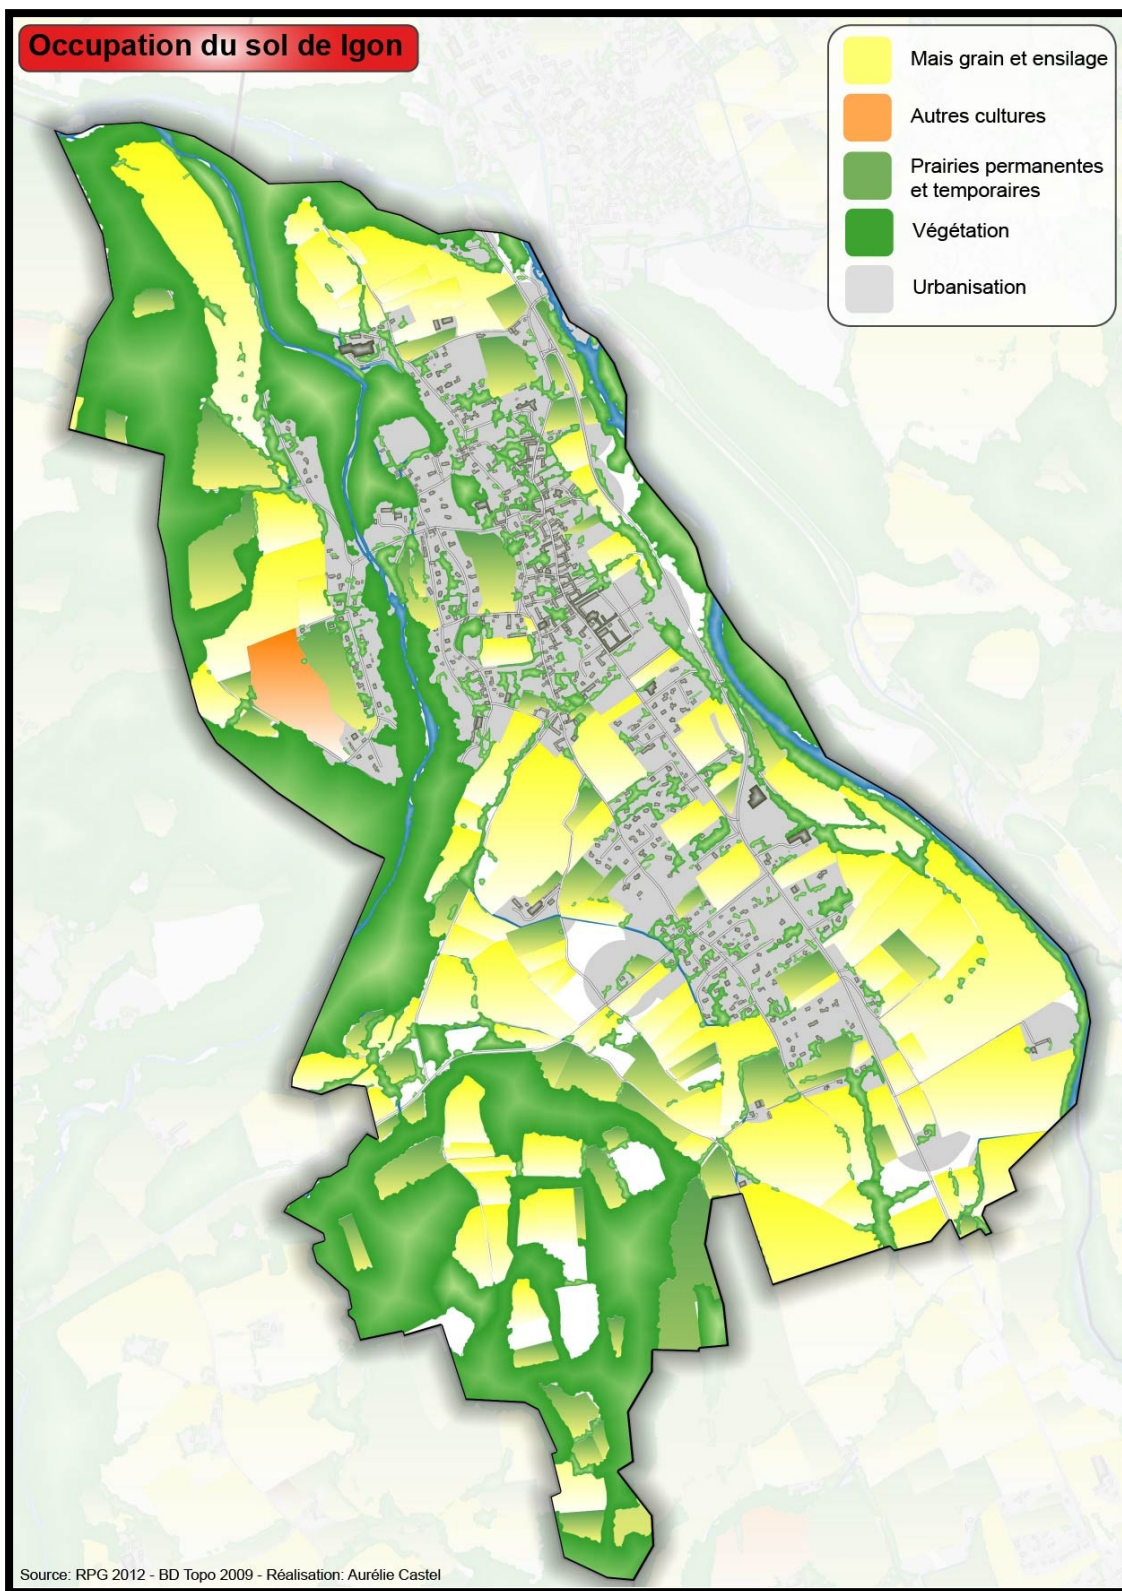 Occupation du sol de Igon
Mais grain et ensilage
Autres cultures
Prairies permanentes
et temporaires
Végétation
Urbanisation
Source: RPG 2012 - BD Topo 2009 - Réalisation: Aurélie Castel